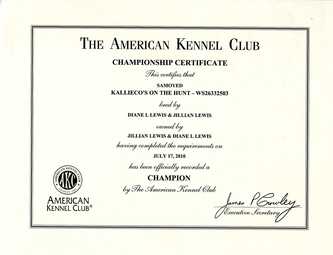 THE AMERICAN KENNEL CLUB
CHAMPIONSHIP CERTIFICATE
This certifies that
SAMOYED
KALLIECO'S ON THE HUNT – WS26332503
bred by
DIANE L LEWIS & JILLIAN LEWIS
owned by
JILLIAN LEWIS & DIANE L LEWIS
having completed the requirements on
JULY 17, 2010
has been officially recorded a
CHAMPION
by The American Kennel Club
AKC
AMERICAN
KENNEL CLUB®
James P. Crowley
Executive Secretary